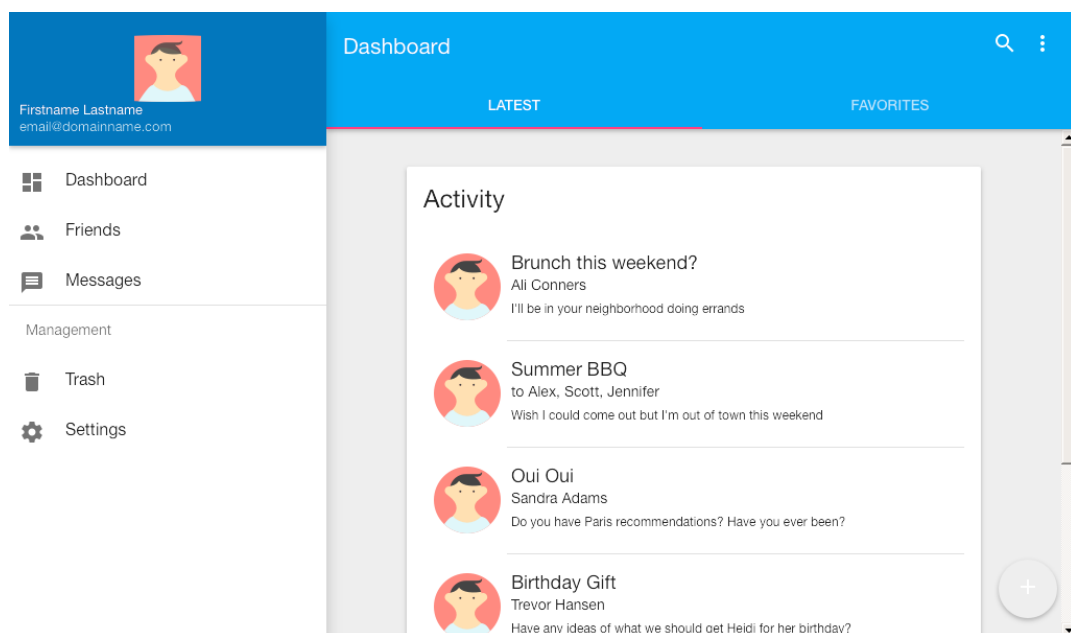 Firstname Lastname
email@domainname.com
Dashboard
Friends
Messages
Management
Trash
Settings
Dashboard
LATEST
FAVORITES
Activity
Brunch this weekend?
Ali Conners
I'll be in your neighborhood doing errands
Summer BBQ
to Alex, Scott, Jennifer
Wish I could come out but I'm out of town this weekend
Oui Oui
Sandra Adams
Do you have Paris recommendations? Have you ever been?
Birthday Gift
Trevor Hansen
Have any ideas of what we should get Heidi for her birthday?